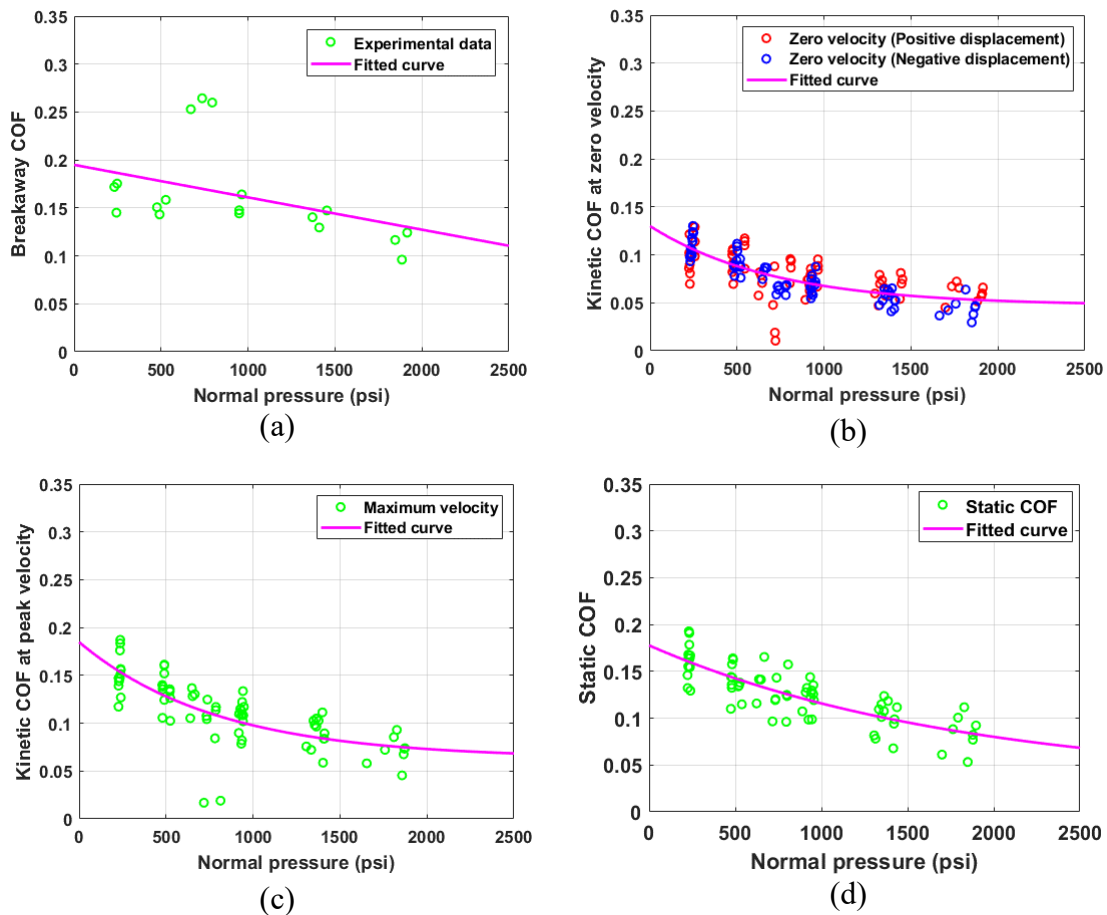 0.35
0.3
0.25
0.2
0.15
0.1
0.05
0
Breakaway COF
Experimental data
Fitted curve
0 500 1000 1500 2000 2500
Normal pressure (psi)
(a)
0.35
0.3
0.25
0.2
0.15
0.1
0.05
0
Kinetic COF at zero velocity
Zero velocity (Positive displacement)
Zero velocity (Negative displacement)
Fitted curve
0 500 1000 1500 2000 2500
Normal pressure (psi)
(b)
0.35
0.3
0.25
0.2
0.15
0.1
0.05
0
Kinetic COF at peak velocity
Maximum velocity
Fitted curve
0 500 1000 1500 2000 2500
Normal pressure (psi)
(c)
0.35
0.3
0.25
0.2
0.15
0.1
0.05
0
Static COF
Static COF
Fitted curve
0 500 1000 1500 2000 2500
Normal pressure (psi)
(d)